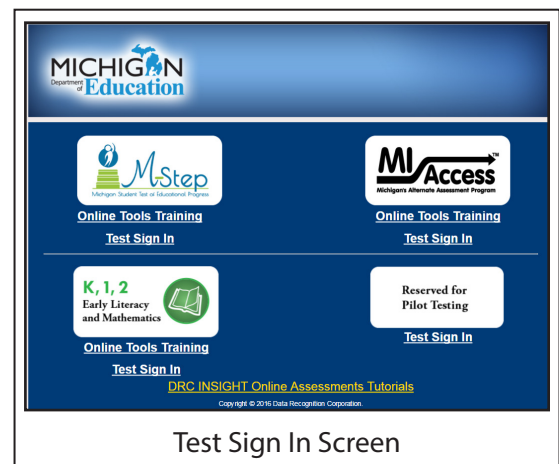 MICHIGAN
Department of Education
M-Step
Michigan Student Test of Educational Progress
Online Tools Training
Test Sign In
MI Access™
Michigan's Alternate Assessment Program
Online Tools Training
Test Sign In
K, 1, 2
Early Literacy
and Mathematics
Online Tools Training
Test Sign In
Reserved for
Pilot Testing
Test Sign In
DRC INSIGHT Online Assessments Tutorials
Copyright © 2016 Data Recognition Corporation.
Test Sign In Screen